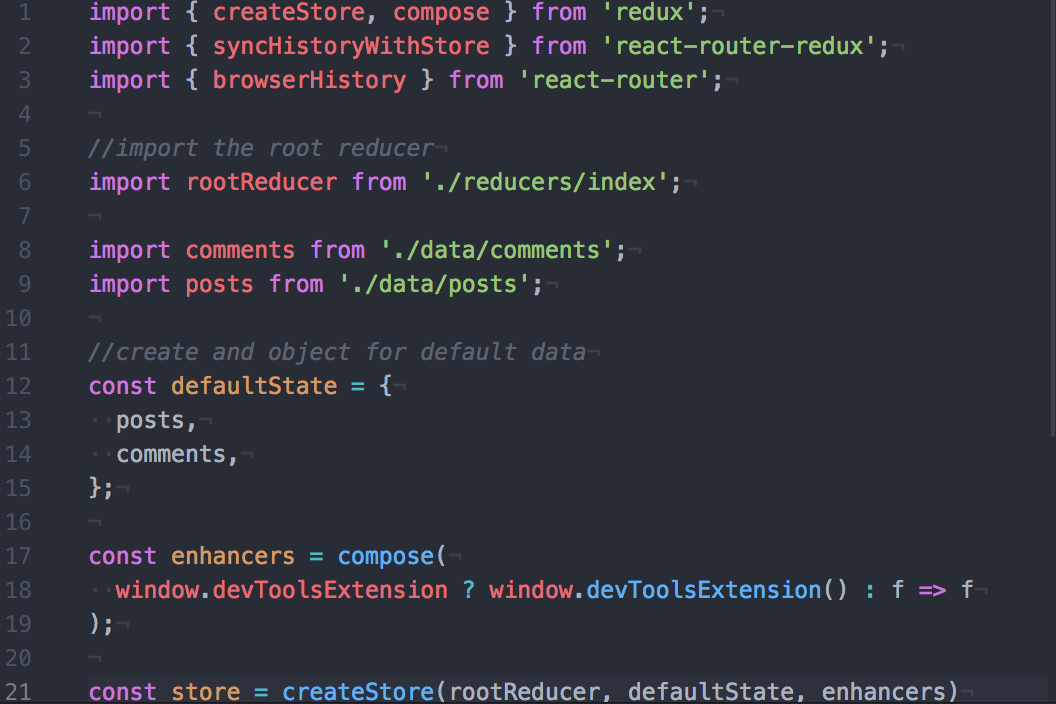 1 import { createStore, compose } from 'redux';¬
2 import { syncHistoryWithStore } from 'react-router-redux';¬
3 import { browserHistory } from 'react-router';¬
4 ¬
5 //import the root reducer¬
6 import rootReducer from './reducers/index';¬
7 ¬
8 import comments from './data/comments';¬
9 import posts from './data/posts';¬
10 ¬
11 //create and object for default data¬
12 const defaultState = {¬
13 ··posts,¬
14 ··comments,¬
15 };¬
16 ¬
17 const enhancers = compose(¬
18 ··window.devToolsExtension ? window.devToolsExtension() : f => f¬
19 );¬
20 ¬
21 const store = createStore(rootReducer, defaultState, enhancers)¬